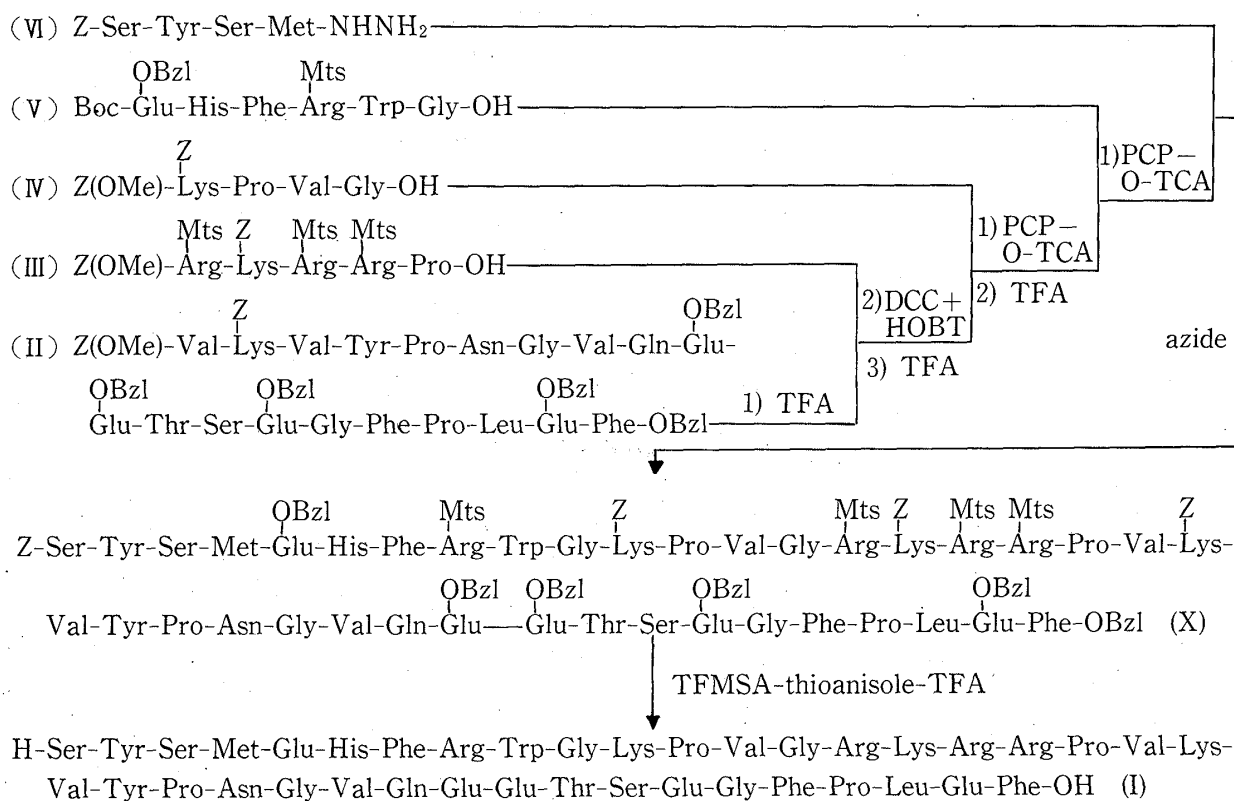 (VI) Z-Ser-Tyr-Ser-Met-NHNH₂
OBzl Mts
(V) Boc-Glu-His-Phe-Arg-Trp-Gly-OH
Z
(IV) Z(OMe)-Lys-Pro-Val-Gly-OH
1)PCP-
O-TCA
Mts Z Mts Mts
(III) Z(OMe)-Arg-Lys-Arg-Arg-Pro-OH
1) PCP-
O-TCA
2) TFA
Z OBzl
(II) Z(OMe)-Val-Lys-Val-Tyr-Pro-Asn-Gly-Val-Gln-Glu-
2)DCC+
HOBT
3) TFA
azide
OBzl OBzl OBzl
Glu-Thr-Ser-Glu-Gly-Phe-Pro-Leu-Glu-Phe-OBzl
1) TFA
OBzl Mts Z Mts Z Mts Mts Z
Z-Ser-Tyr-Ser-Met-Glu-His-Phe-Arg-Trp-Gly-Lys-Pro-Val-Gly-Arg-Lys-Arg-Arg-Pro-Val-Lys-
OBzl OBzl OBzl OBzl
Val-Tyr-Pro-Asn-Gly-Val-Gln-Glu—Glu-Thr-Ser-Glu-Gly-Phe-Pro-Leu-Glu-Phe-OBzl (X)
TFMSA-thioanisole-TFA
H-Ser-Tyr-Ser-Met-Glu-His-Phe-Arg-Trp-Gly-Lys-Pro-Val-Gly-Arg-Lys-Arg-Arg-Pro-Val-Lys-
Val-Tyr-Pro-Asn-Gly-Val-Gln-Glu-Glu-Thr-Ser-Glu-Gly-Phe-Pro-Leu-Glu-Phe-OH (I)